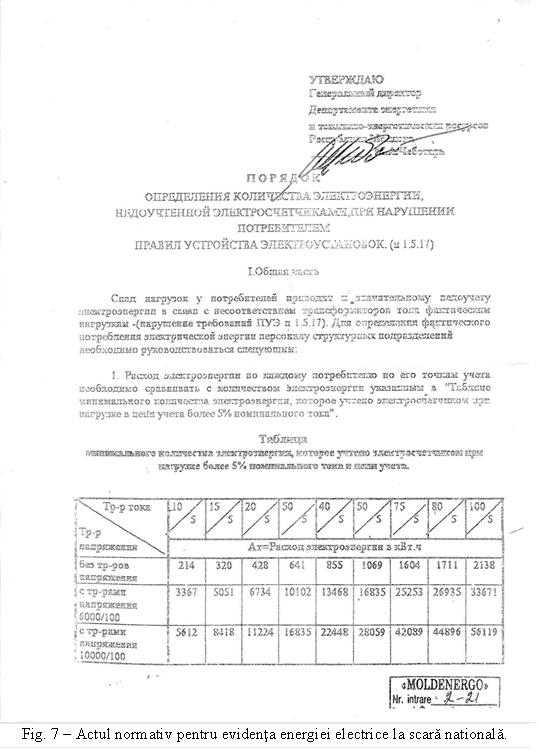 УТВЕРЖДАЮ
Генеральный директор
Департамента энергетики
и топливно-энергетических ресурсов
Республики
Чеботарь
ПОРЯДОК
ОПРЕДЕЛЕНИЯ КОЛИЧЕСТВА ЭЛЕКТРОЭНЕРГИИ,
НЕДОУЧТЕННОЙ ЭЛЕКТРОСЧЕТЧИКАМИ, ПРИ НАРУШЕНИИ
ПОТРЕБИТЕЛЕМ
ПРАВИЛ УСТРОЙСТВА ЭЛЕКТРОУСТАНОВОК. (п 1.5.17)
I.Общая часть
Спад нагрузок у потребителей приводит к значительному недоучету
электроэнергии в связи с несоответствием трансформаторов тока фактическим
нагрузкам -(нарушение требований ПУЭ п 1.5.17). Для определения фактического
потребления электрической энергии персоналу структурных подразделений
необходимо руководствоваться следующим:
1. Расход электроэнергии по каждому потребителю по его точкам учета
необходимо сравнивать с количеством электроэнергии указанным в "Таблице
минимального количества электроэнергии, которое учтено электросчетчиком при
нагрузке в цепи учета более 5% номинального тока".
Таблица
минимального количества электроэнергии, которое учтено электросчетчиком при
нагрузке более 5% номинального тока в цепи учета.
Тр-р тока 10/5 15/5 20/5 50/5 40/5 50/5 75/5 80/5 100/5
Тр-р
напряжения Ат=Расход электроэнергии в кВт.ч
без тр-ров 214 320 428 641 855 1069 1604 1711 2138
напряжения
с тр-рами 3367 5051 6734 10102 13468 16835 25253 26935 33671
напряжения
6000/100
с тр-рами 5612 8418 11224 16835 22448 28059 42089 44896 56119
напряжения
10000/100
«MOLDENERGO»
Nr. intrare 2-21
Fig. 7 – Actul normativ pentru evidența energiei electrice la scară natională.